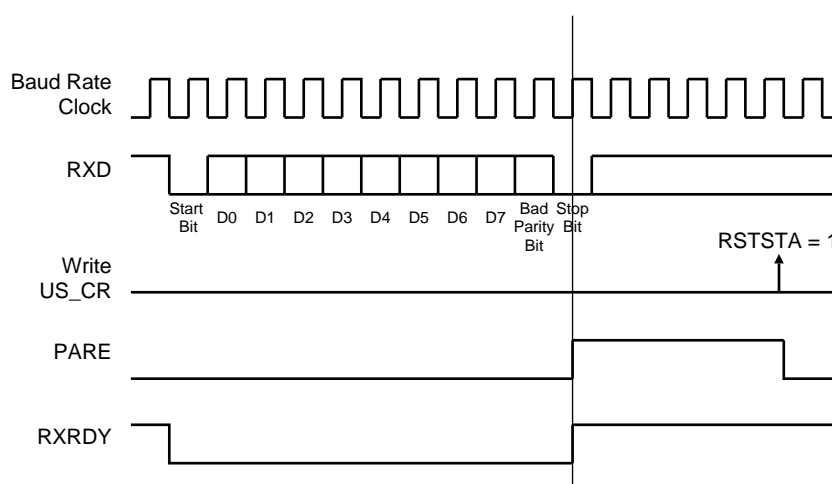 Baud Rate
Clock
RXD
Start
Bit
D0
D1
D2
D3
D4
D5
D6
D7
Bad
Parity
Bit
Stop
Bit
RSTSTA = 1
Write
US_CR
PARE
RXRDY